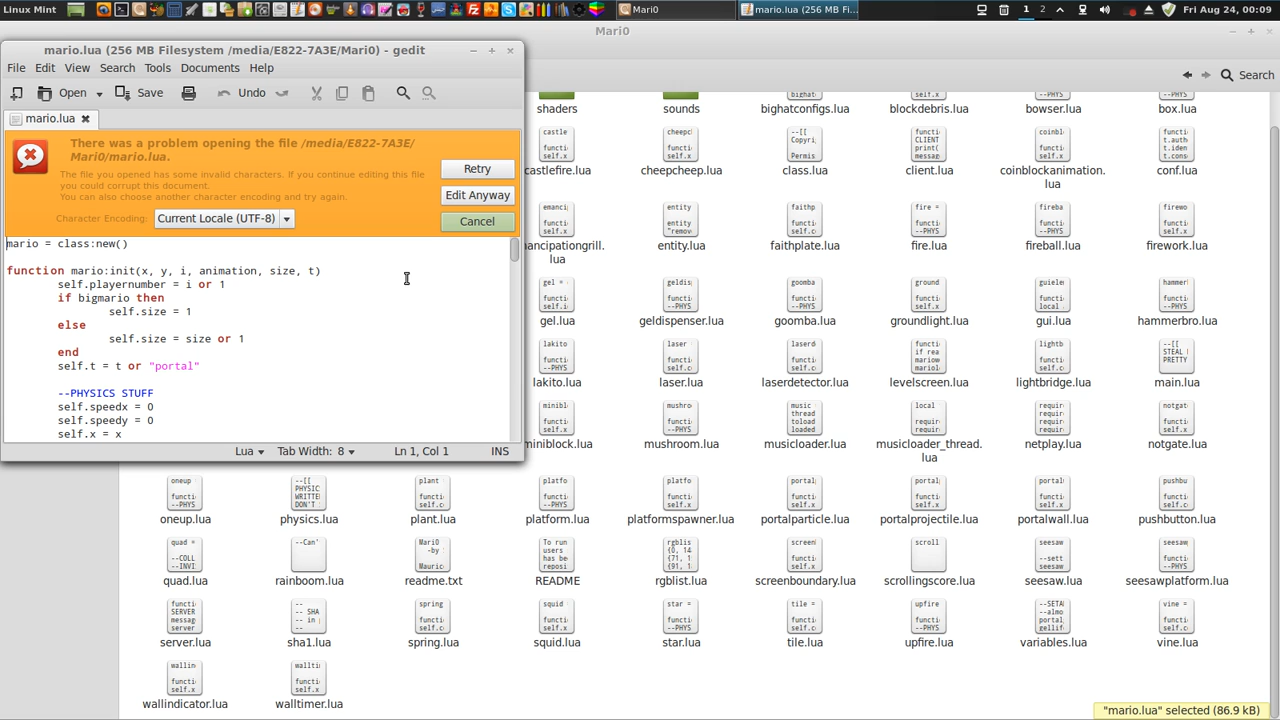 Linux Mint
Mari0
mario.lua (256 MB Fi...
1
2
Fri Aug 24, 00:09
Mari0
Search
mario.lua (256 MB Filesystem /media/E822-7A3E/Mari0) - gedit
File Edit View Search Tools Documents Help
Open Save Undo
mario.lua
There was a problem opening the file /media/E822-7A3E/
Mari0/mario.lua.
The file you opened has some invalid characters. If you continue editing this file
you could corrupt this document.
You can also choose another character encoding and try again.
Character Encoding: Current Locale (UTF-8)
Retry
Edit Anyway
Cancel
mario = class:new()
function mario:init(x, y, i, animation, size, t)
self.playernumber = i or 1
if bigmario then
self.size = 1
else
self.size = size or 1
end
self.t = t or "portal"
--PHYSICS STUFF
self.speedx = 0
self.speedy = 0
self.x = x
Lua Tab Width: 8 Ln 1, Col 1 INS
shaders sounds bighatconfigs.lua blockdebris.lua bowser.lua box.lua
castlefire.lua cheepcheep.lua class.lua client.lua coinblockanimation.
lua conf.lua
emancipationgrill.
lua entity.lua faithplate.lua fire.lua fireball.lua firework.lua
gel.lua geldispenser.lua goomba.lua groundlight.lua gui.lua hammerbro.lua
lakito.lua laser.lua laserdetector.lua levelscreen.lua lightbridge.lua main.lua
miniblock.lua mushroom.lua musicloader.lua musicloader_thread.
lua netplay.lua notgate.lua
oneup.lua physics.lua plant.lua platform.lua platformspawner.lua portalparticle.lua portalprojectile.lua portalwall.lua pushbutton.lua
quad.lua rainboom.lua readme.txt README rgblist.lua screenboundary.lua scrollingscore.lua seesaw.lua seesawplatform.lua
server.lua sha1.lua spring.lua squid.lua star.lua tile.lua upfire.lua variables.lua vine.lua
wallindicator.lua walltimer.lua
"mario.lua" selected (86.9 kB)